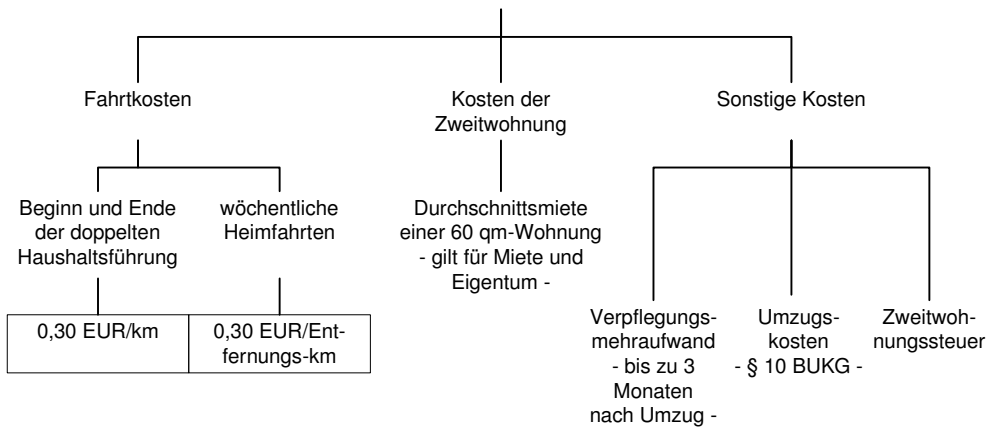 Fahrtkosten
Kosten der
Zweitwohnung
Sonstige Kosten
Beginn und Ende
der doppelten
Haushaltsführung
wöchentliche
Heimfahrten
Durchschnittsmiete
einer 60 qm-Wohnung
- gilt für Miete und
Eigentum -
0,30 EUR/km
0,30 EUR/Ent-
fernungs-km
Verpflegungs-
mehraufwand
- bis zu 3
Monaten
nach Umzug -
Umzugs-
kosten
- § 10 BUKG -
Zweitwoh-
nungssteuer